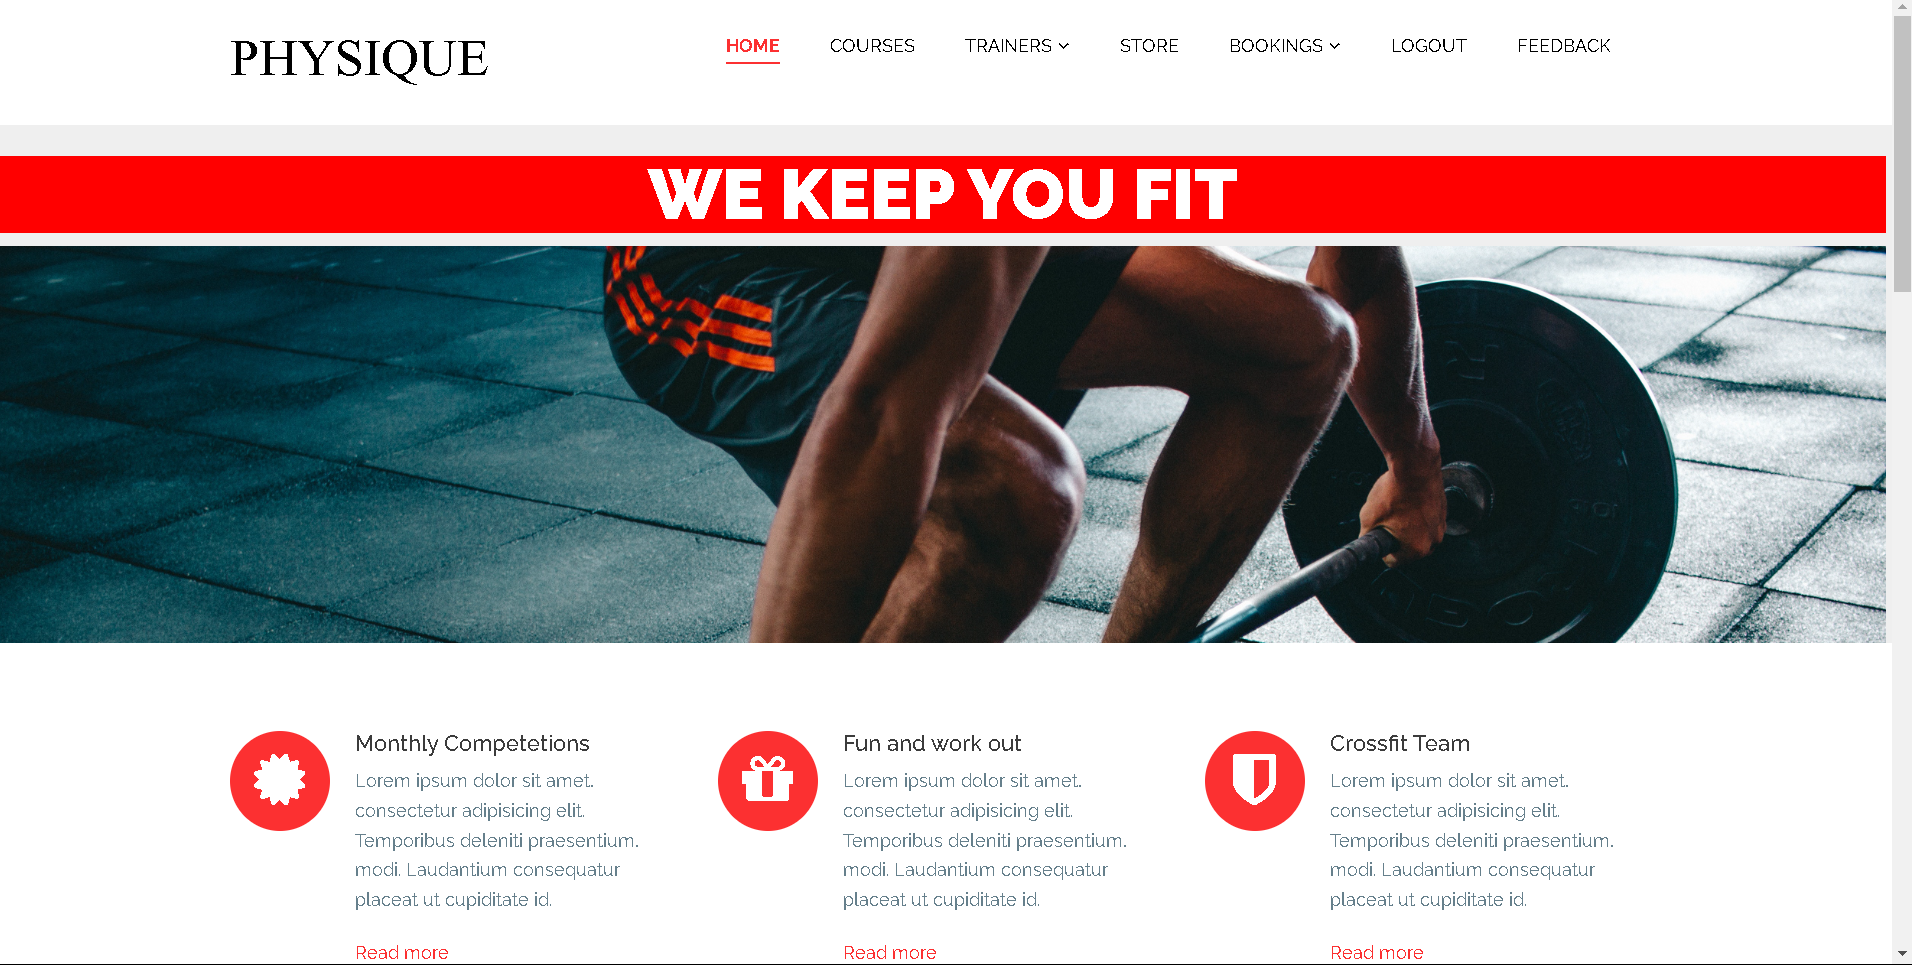 PHYSIQUE
HOME COURSES TRAINERS STORE BOOKINGS LOGOUT FEEDBACK
WE KEEP YOU FIT
Monthly Competetions
Lorem ipsum dolor sit amet.
consectetur adipisicing elit.
Temporibus deleniti praesentium.
modi. Laudantium consequatur
placeat ut cupiditate id.
Read more
Fun and work out
Lorem ipsum dolor sit amet.
consectetur adipisicing elit.
Temporibus deleniti praesentium.
modi. Laudantium consequatur
placeat ut cupiditate id.
Read more
Crossfit Team
Lorem ipsum dolor sit amet.
consectetur adipisicing elit.
Temporibus deleniti praesentium.
modi. Laudantium consequatur
placeat ut cupiditate id.
Read more